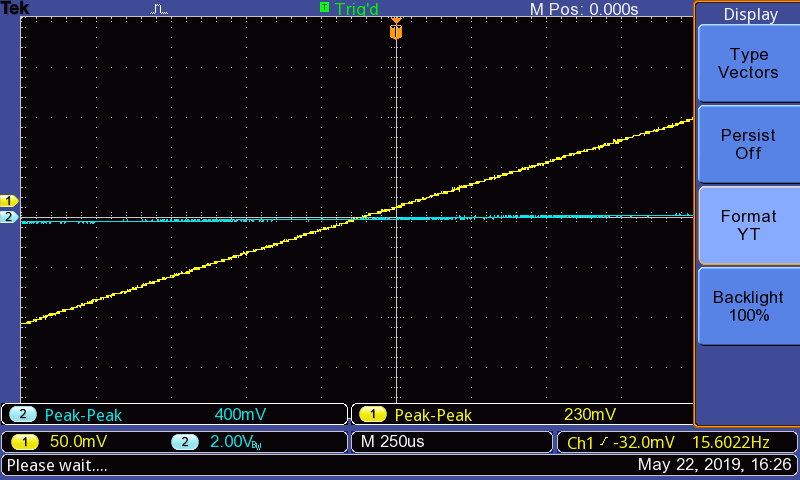 Tek T Trig'd M Pos: 0.000s
Display
T
Type
Vectors
Persist
Off
1
2
Format
YT
Backlight
100%
2 Peak-Peak 400mV 1 Peak-Peak 230mV
1 50.0mV 2 2.00VBw M 250us Ch1 -32.0mV 15.6022Hz
Please wait.... May 22, 2019, 16:26